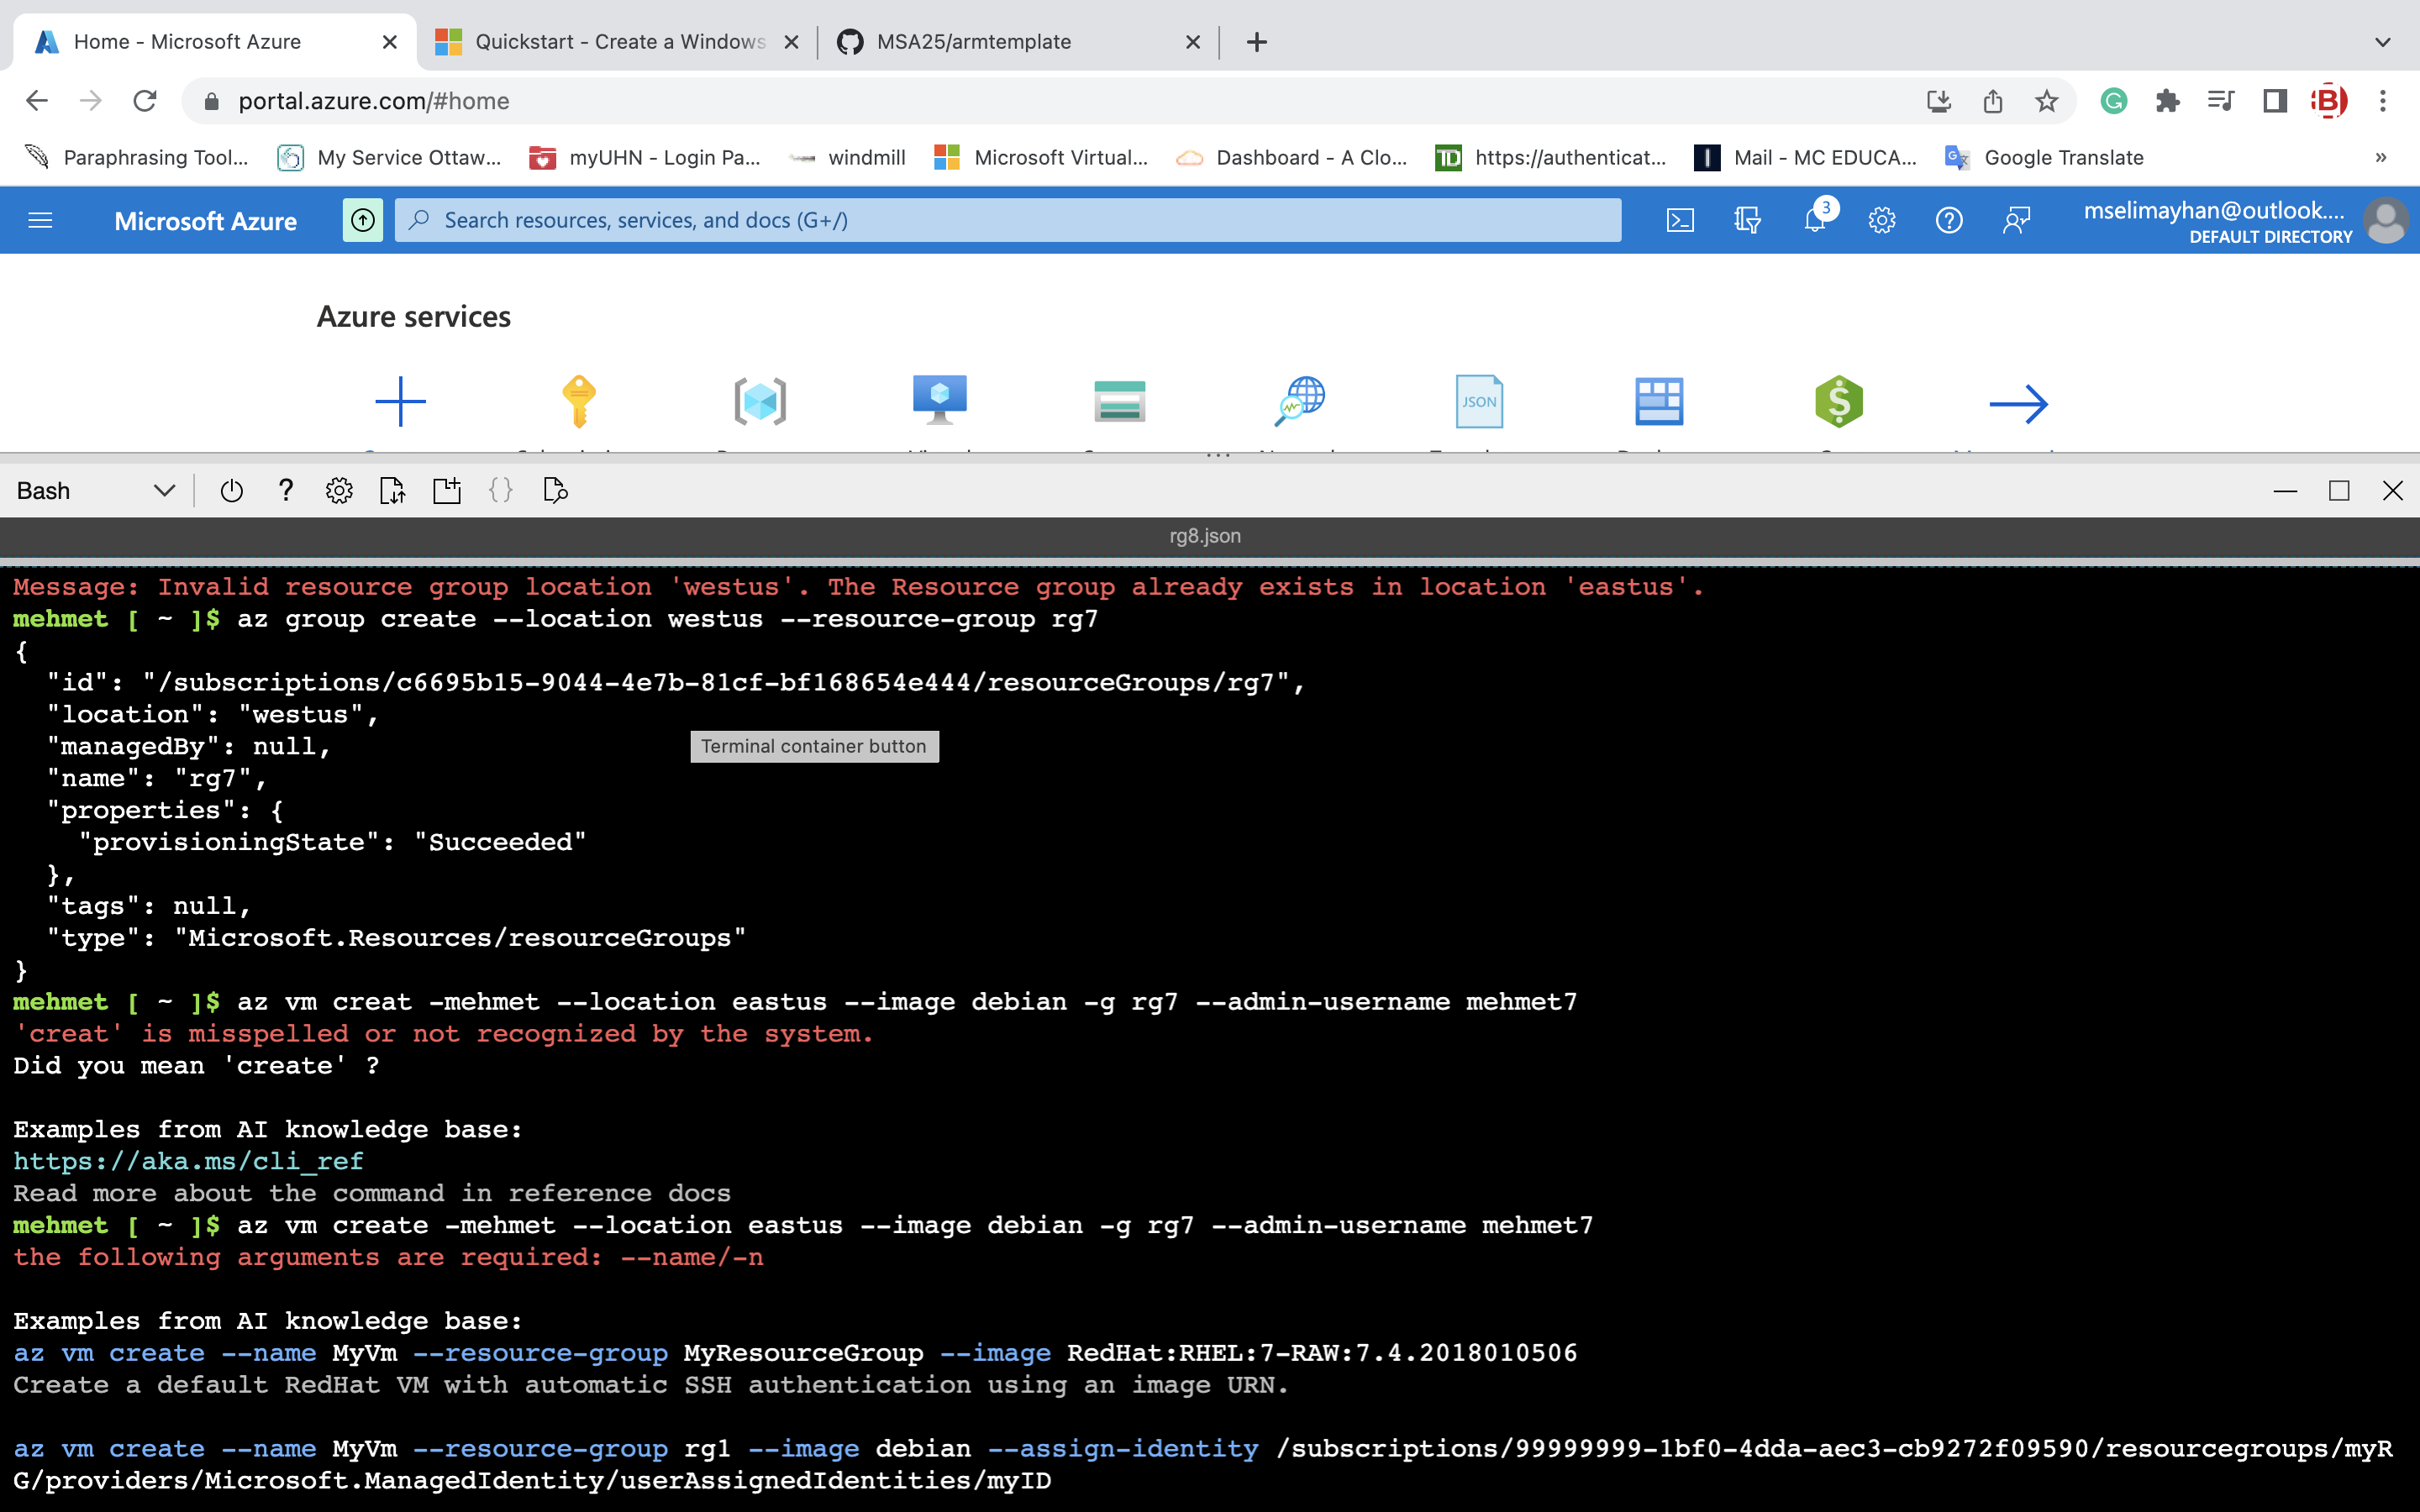 Home - Microsoft Azure
Quickstart - Create a Windows
MSA25/armtemplate
portal.azure.com/#home
Paraphrasing Tool...
My Service Ottaw...
myUHN - Login Pa...
windmill
Microsoft Virtual...
Dashboard - A Clo...
https://authenticat...
Mail - MC EDUCA...
Google Translate
Microsoft Azure
Search resources, services, and docs (G+/)
3
mselimayhan@outlook....
DEFAULT DIRECTORY
Azure services
JSON
Bash
rg8.json
Message: Invalid resource group location 'westus'. The Resource group already exists in location 'eastus'.
mehmet [ ~ ]$ az group create --location westus --resource-group rg7
{
"id": "/subscriptions/c6695b15-9044-4e7b-81cf-bf168654e444/resourceGroups/rg7",
"location": "westus",
"managedBy": null,
Terminal container button
"name": "rg7",
"properties": {
"provisioningState": "Succeeded"
},
"tags": null,
"type": "Microsoft.Resources/resourceGroups"
}
mehmet [ ~ ]$ az vm creat -mehmet --location eastus --image debian -g rg7 --admin-username mehmet7
'creat' is misspelled or not recognized by the system.
Did you mean 'create' ?
Examples from AI knowledge base:
https://aka.ms/cli_ref
Read more about the command in reference docs
mehmet [ ~ ]$ az vm create -mehmet --location eastus --image debian -g rg7 --admin-username mehmet7
the following arguments are required: --name/-n
Examples from AI knowledge base:
az vm create --name MyVm --resource-group MyResourceGroup --image RedHat:RHEL:7-RAW:7.4.2018010506
Create a default RedHat VM with automatic SSH authentication using an image URN.
az vm create --name MyVm --resource-group rg1 --image debian --assign-identity /subscriptions/99999999-1bf0-4dda-aec3-cb9272f09590/resourcegroups/myR
G/providers/Microsoft.ManagedIdentity/userAssignedIdentities/myID